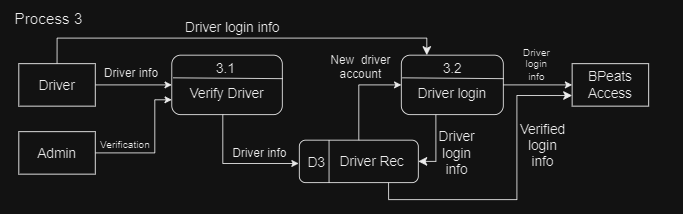 Process 3
Driver login info
Driver
Driver info
3.1
Verify Driver
New driver
account
3.2
Driver login
Driver
login
info
BPeats
Access
Admin
Verification
Driver info
D3
Driver Rec
Driver
login
info
Verified
login
info